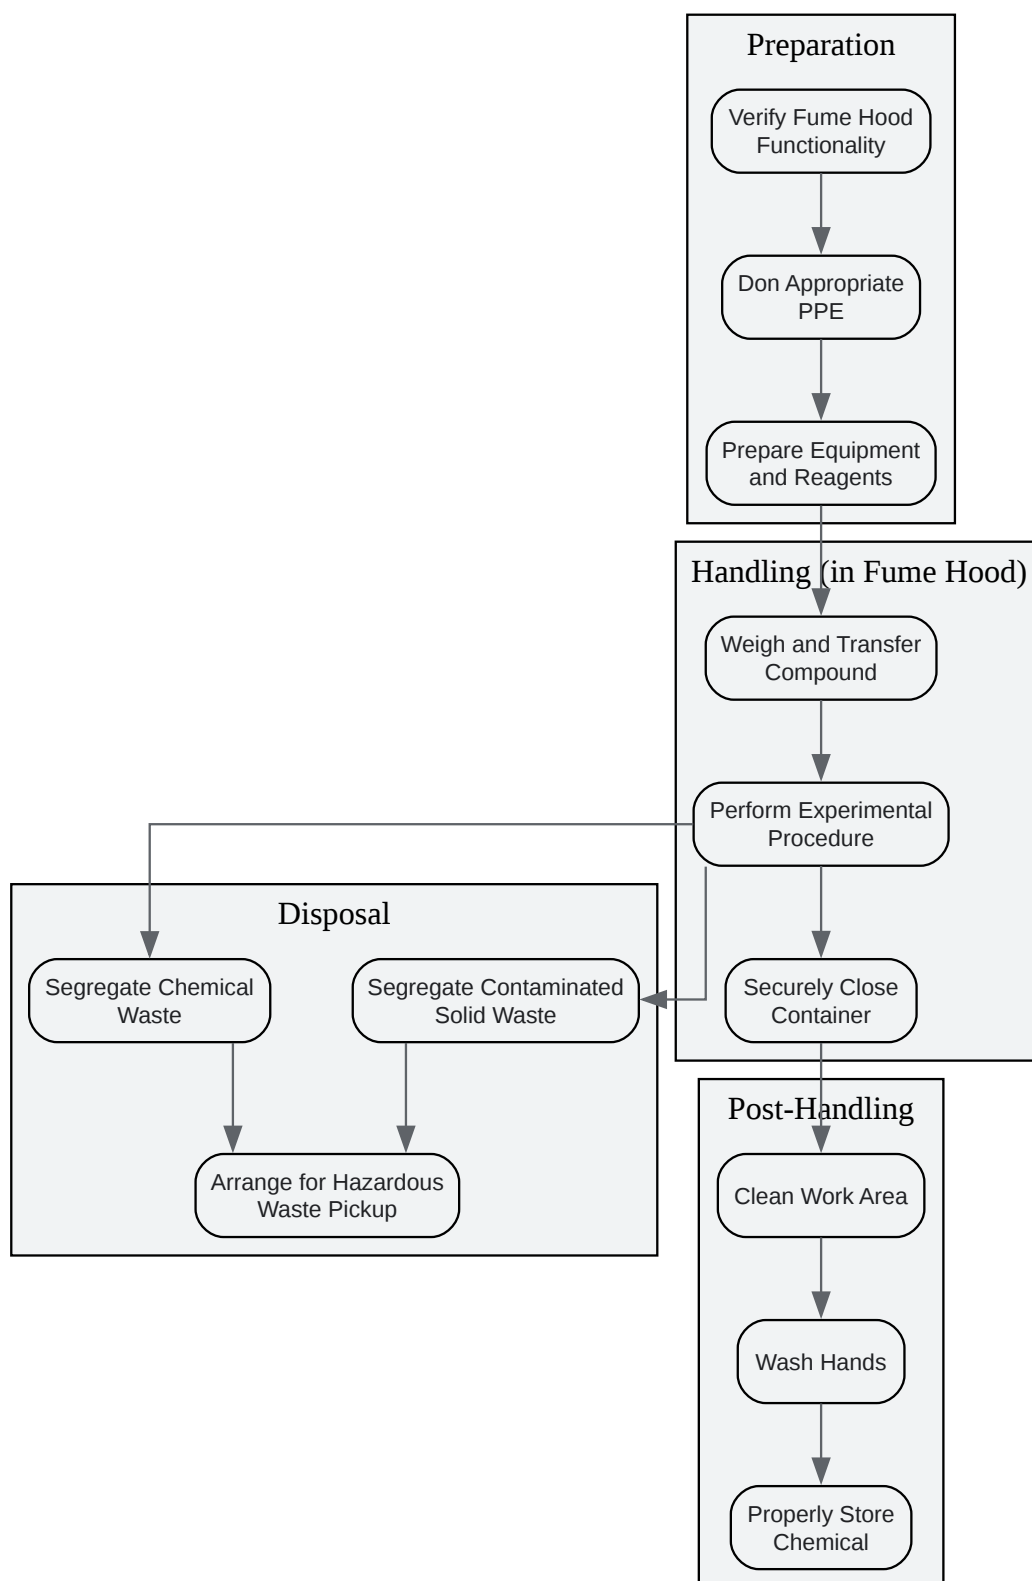 Preparation
Verify Fume Hood
Functionality
Don Appropriate
PPE
Prepare Equipment
and Reagents
Handling (in Fume Hood)
Weigh and Transfer
Compound
Perform Experimental
Procedure
Securely Close
Container
Disposal
Segregate Chemical
Waste
Segregate Contaminated
Solid Waste
Arrange for Hazardous
Waste Pickup
Post-Handling
Clean Work Area
Wash Hands
Properly Store
Chemical